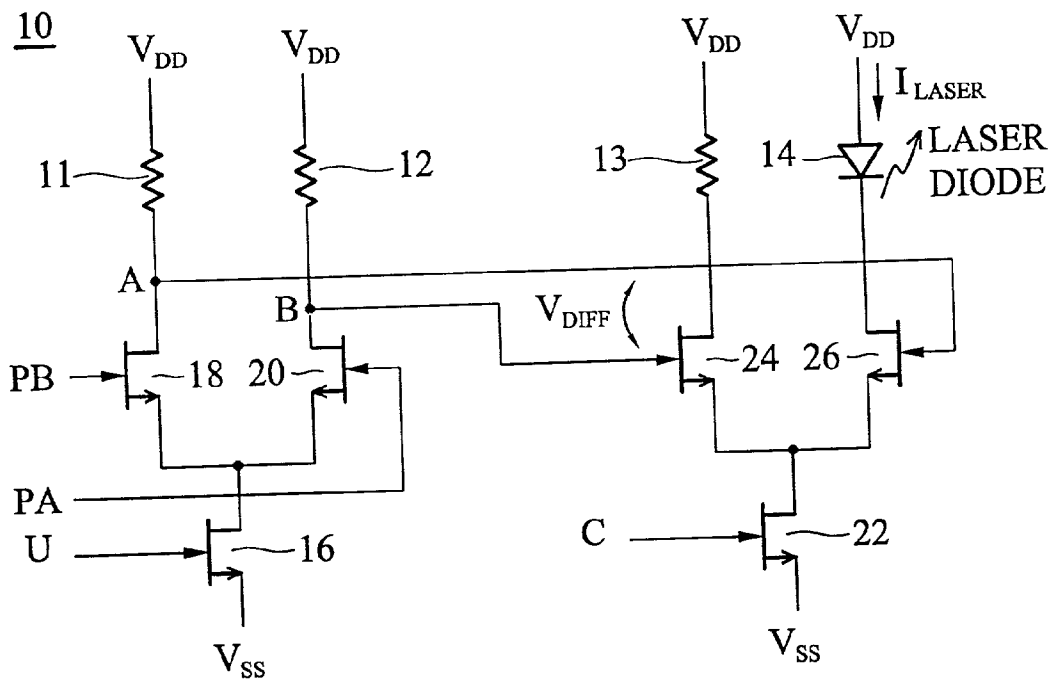 10
V_DD
V_DD
V_DD
V_DD
I_LASER
11
12
13
14
LASER
DIODE
A
B
V_DIFF
PB
18
20
24
26
PA
U
16
C
22
V_SS
V_SS